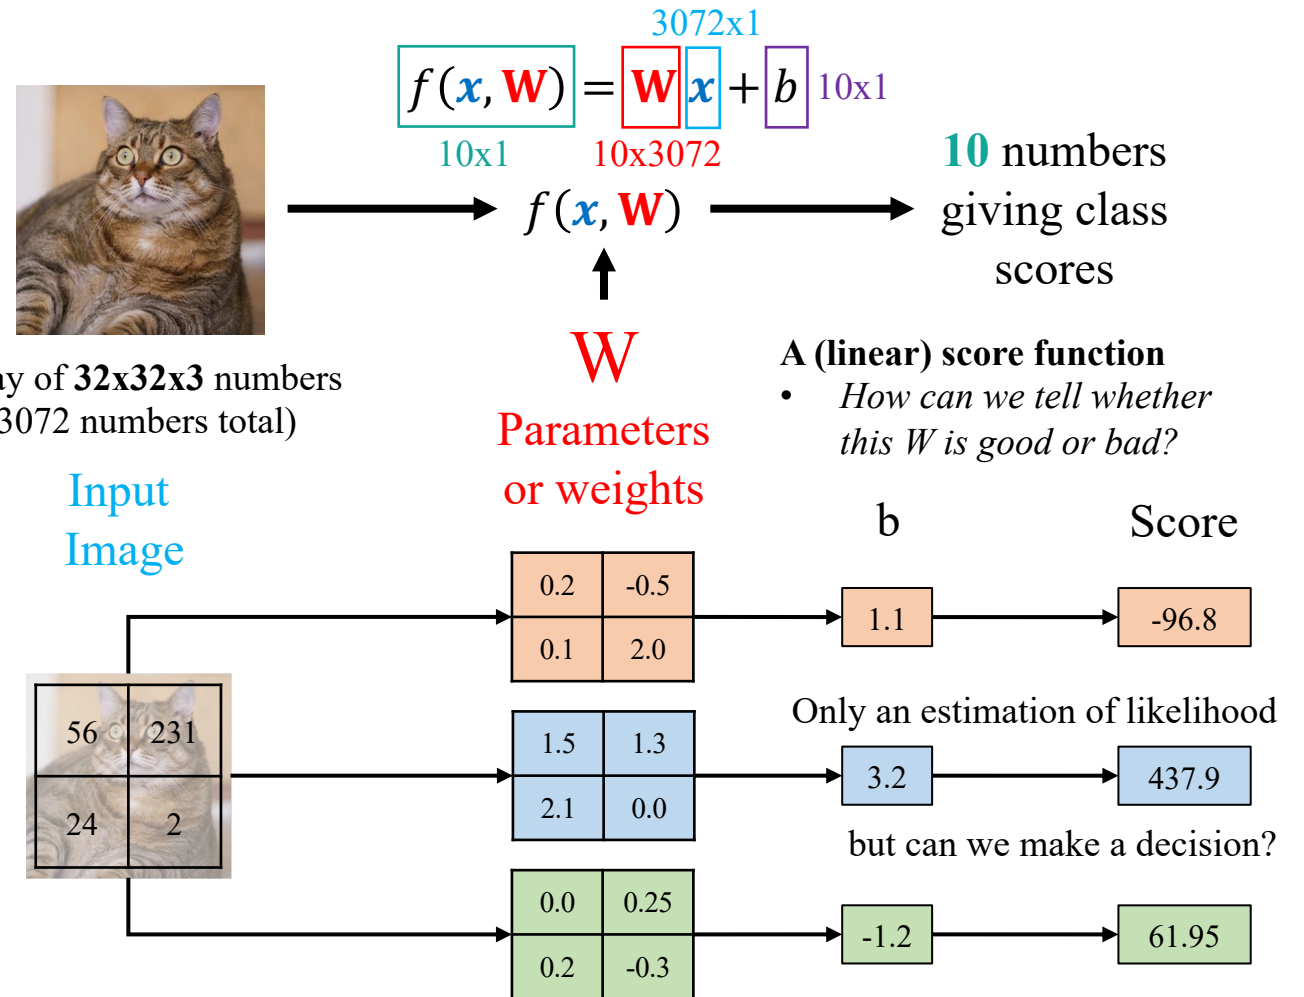 3072x1
f(x, W) = W x + b 10x1
10x1 10x3072
f(x, W)
10 numbers
giving class
scores
W
Parameters
or weights
ay of 32x32x3 numbers
3072 numbers total)
Input
Image
A (linear) score function
• How can we tell whether
this W is good or bad?
b Score
0.2 -0.5
0.1 2.0
1.1 -96.8
56 231
24 2
Only an estimation of likelihood
1.5 1.3
2.1 0.0
3.2 437.9
but can we make a decision?
0.0 0.25
0.2 -0.3
-1.2 61.95